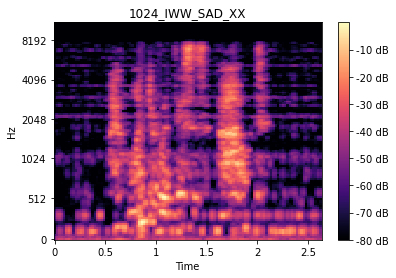 1024_IWW_SAD_XX
Hz
8192
4096
2048
1024
512
0
0 0.5 1 1.5 2 2.5
Time
-10 dB
-20 dB
-30 dB
-40 dB
-50 dB
-60 dB
-70 dB
-80 dB